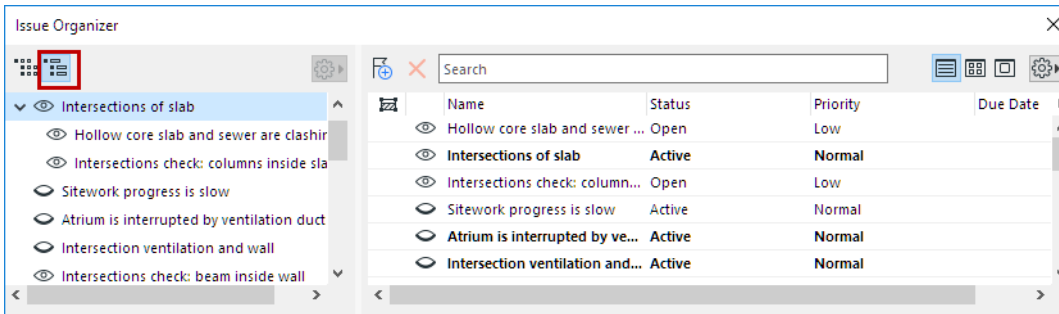 Issue Organizer
Search
Intersections of slab
Hollow core slab and sewer are clashin
Intersections check: columns inside sla
Sitework progress is slow
Atrium is interrupted by ventilation duct
Intersection ventilation and wall
Intersections check: beam inside wall
Name Status Priority Due Date
Hollow core slab and sewer ... Open Low
Intersections of slab Active Normal
Intersections check: column... Open Low
Sitework progress is slow Active Normal
Atrium is interrupted by ve... Active Normal
Intersection ventilation and... Active Normal